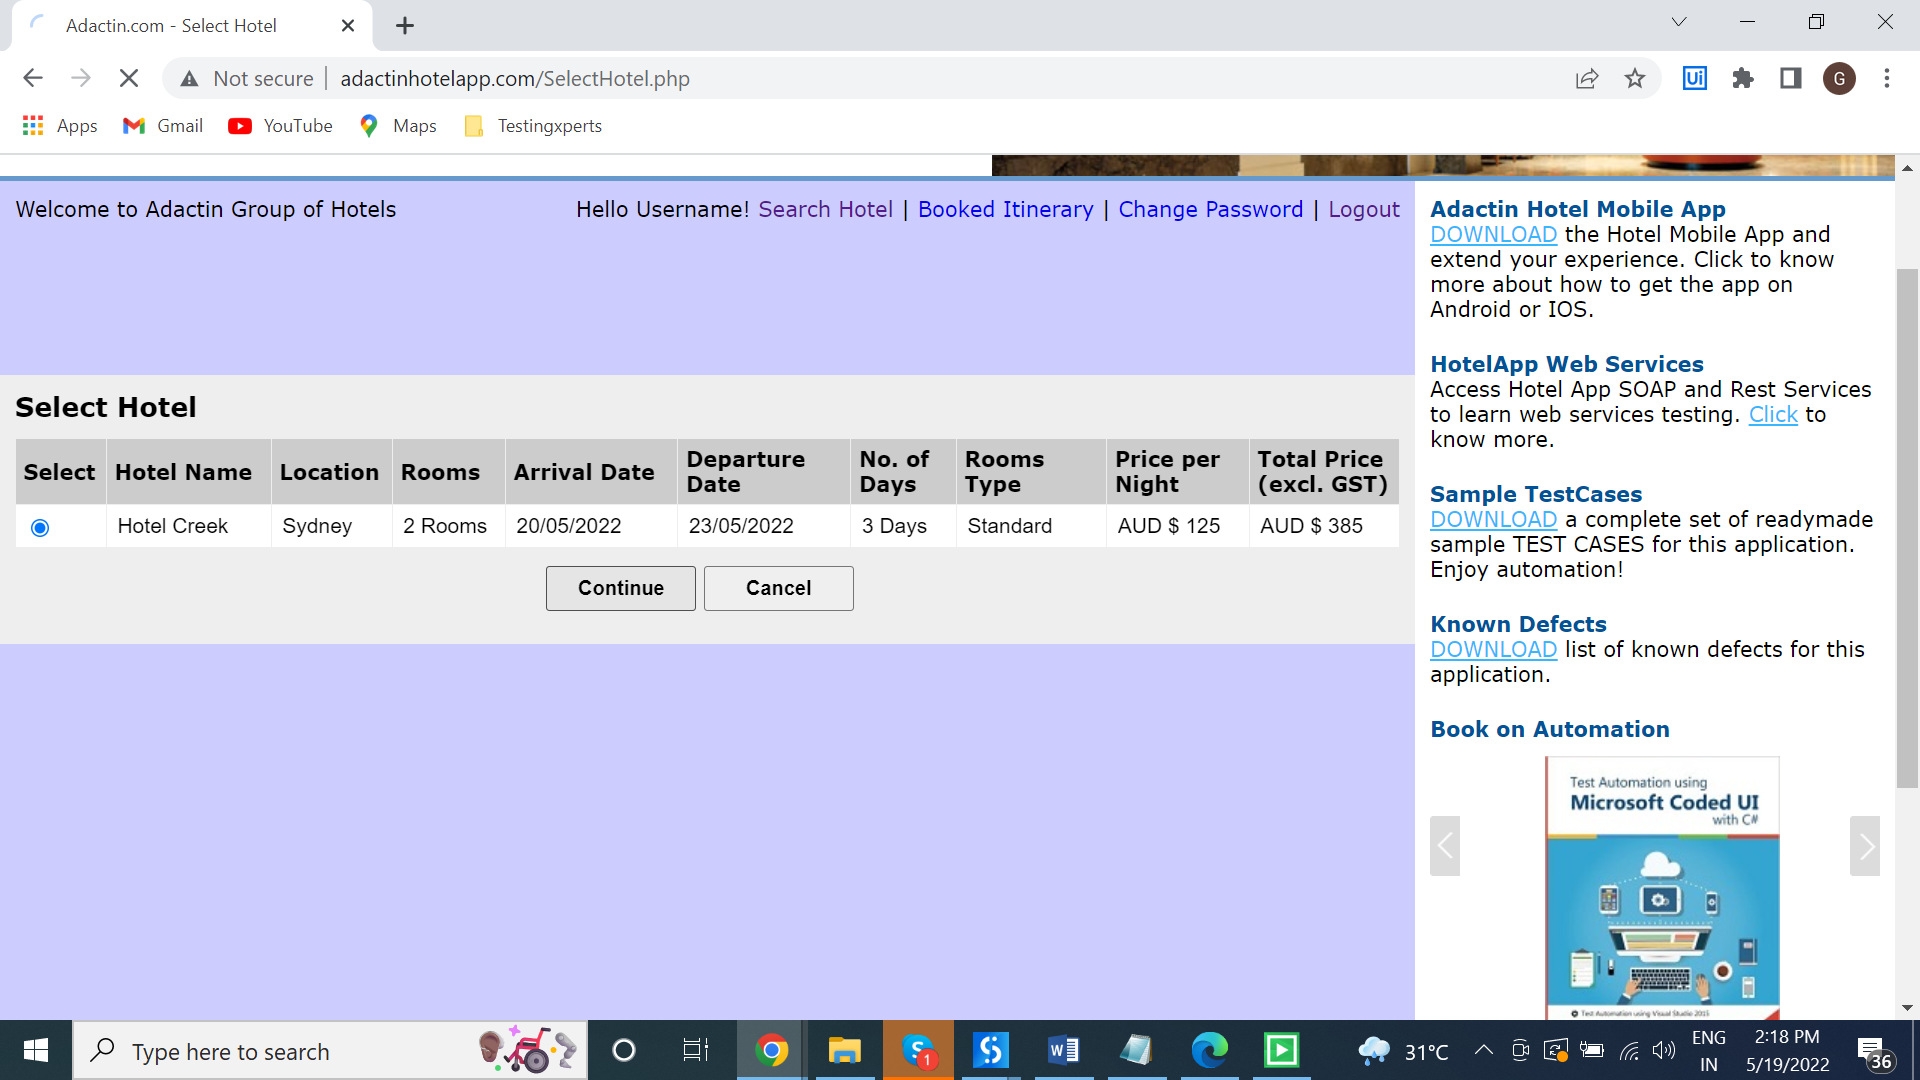 Adactin.com - Select Hotel
Not secure
adactinhotelapp.com/SelectHotel.php
Ui
G
Apps
Gmail
YouTube
Maps
Testingxperts
Welcome to Adactin Group of Hotels
Hello Username! Search Hotel | Booked Itinerary | Change Password | Logout
Select Hotel
Select Hotel Name Location Rooms Arrival Date Departure Date No. of Days Rooms Type Price per Night Total Price (excl. GST)
Hotel Creek Sydney 2 Rooms 20/05/2022 23/05/2022 3 Days Standard AUD $ 125 AUD $ 385
Continue
Cancel
Adactin Hotel Mobile App
DOWNLOAD the Hotel Mobile App and
extend your experience. Click to know
more about how to get the app on
Android or IOS.
HotelApp Web Services
Access Hotel App SOAP and Rest Services
to learn web services testing. Click to
know more.
Sample TestCases
DOWNLOAD a complete set of readymade
sample TEST CASES for this application.
Enjoy automation!
Known Defects
DOWNLOAD list of known defects for this
application.
Book on Automation
Test Automation using
Microsoft Coded UI
with C#
Test Automation using Visual Studio 2015
Type here to search
1
31°C
ENG
IN
2:18 PM
5/19/2022
36